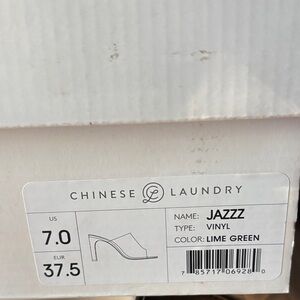 CHINESE CL LAUNDRY
US
7.0
EUR
37.5
NAME: JAZZZ
TYPE: VINYL
COLOR: LIME GREEN
7 85717 06928 0